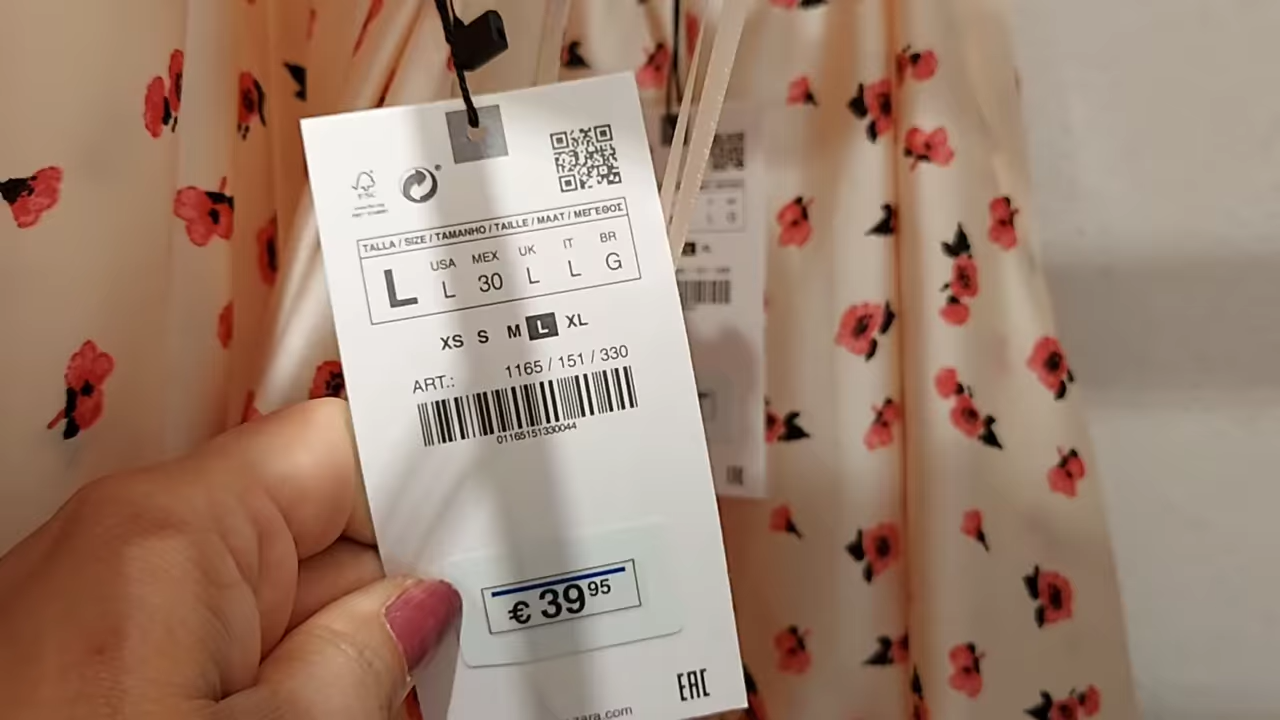 FSC
TALLA / SIZE / TAMANHO / TAILLE / MAAT / ΜΕΓΕΘΟΣ
L USA MEX UK IT BR
L 30 L L G
XS S M L XL
ART.: 1165 / 151 / 330
01165151330044
€ 39 95
EAC
zara.com